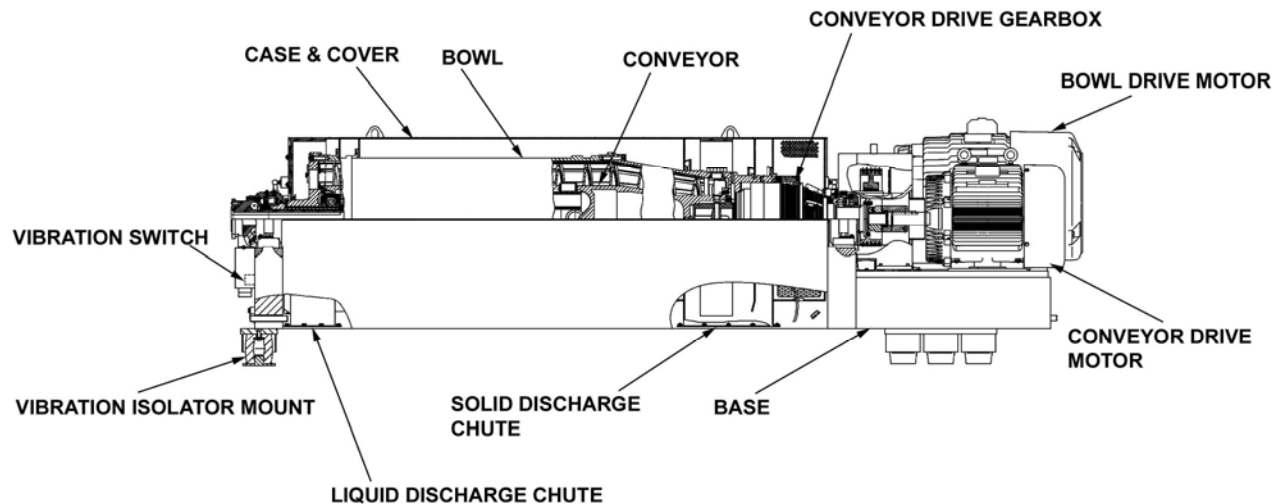 CONVEYOR DRIVE GEARBOX
CASE & COVER
BOWL
CONVEYOR
BOWL DRIVE MOTOR
VIBRATION SWITCH
CONVEYOR DRIVE
MOTOR
VIBRATION ISOLATOR MOUNT
SOLID DISCHARGE
CHUTE
BASE
LIQUID DISCHARGE CHUTE